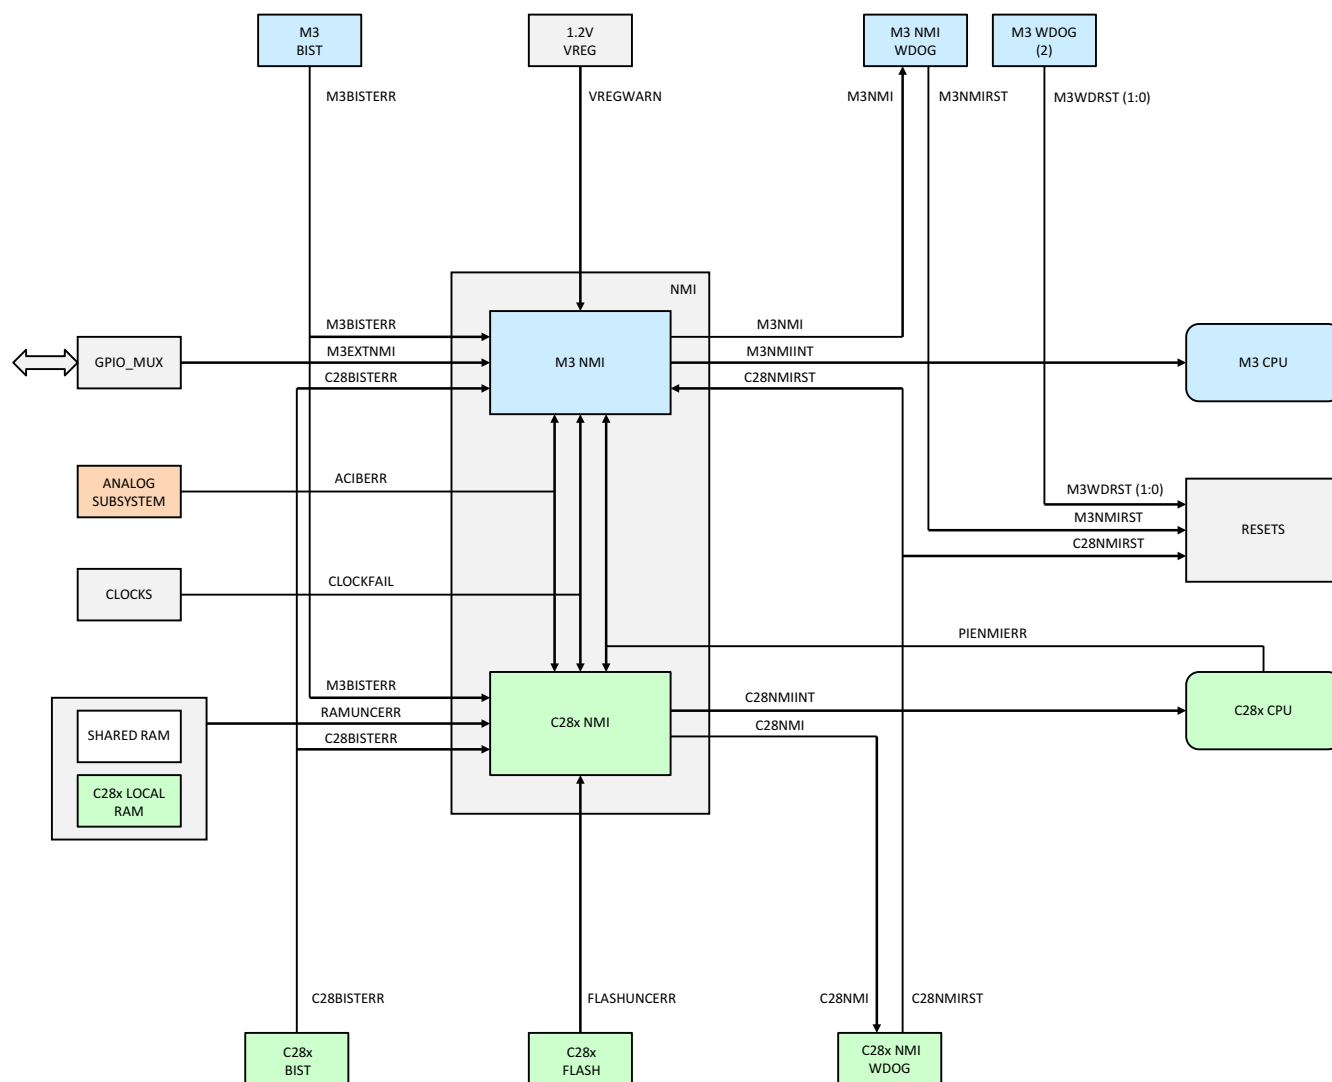 M3
BIST
1.2V
VREG
M3 NMI
WDOG
M3 WDOG
(2)
M3BISTERR
VREGWARN
M3NMI
M3NMIRST
M3WDRST (1:0)
NMI
M3BISTERR
M3EXTNMI
C28BISTERR
GPIO_MUX
M3 NMI
M3NMI
M3NMIINT
C28NMIRST
M3 CPU
ANALOG
SUBSYSTEM
ACIBERR
M3WDRST (1:0)
M3NMIRST
C28NMIRST
RESETS
CLOCKS
CLOCKFAIL
PIENMIERR
M3BISTERR
RAMUNCERR
C28BISTERR
SHARED RAM
C28x LOCAL
RAM
C28x NMI
C28NMIINT
C28NMI
C28x CPU
C28BISTERR
FLASHUNCERR
C28NMI
C28NMIRST
C28x
BIST
C28x
FLASH
C28x NMI
WDOG